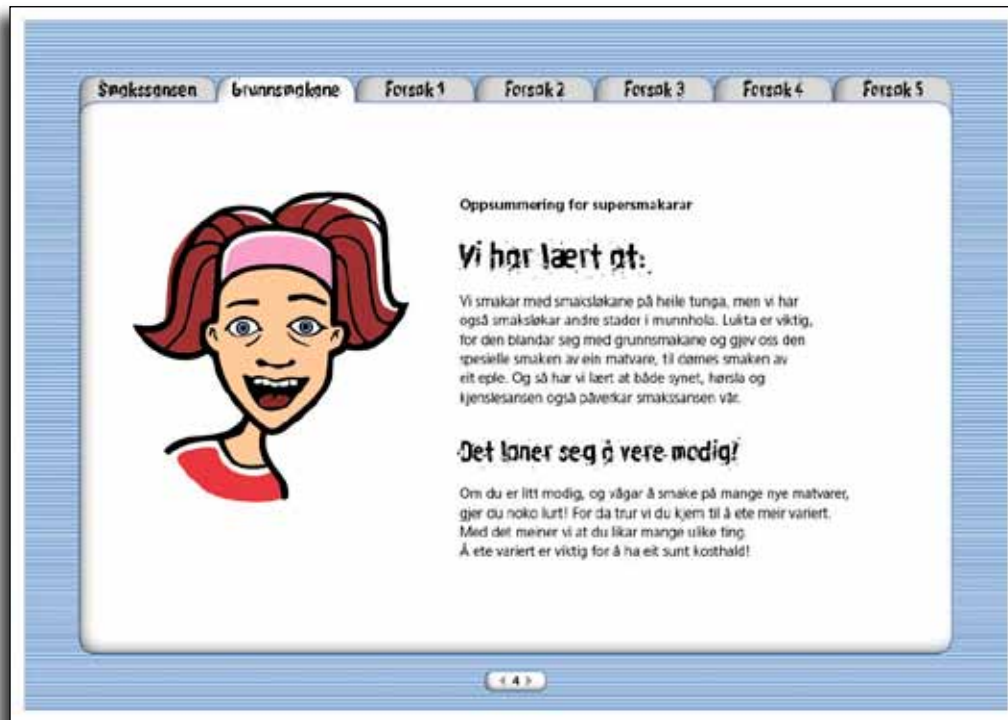 Smakssansen Grunnsmakane Forsøk 1 Forsøk 2 Forsøk 3 Forsøk 4 Forsøk 5
Oppsummering for supersmakarar
Vi har lært at:
Vi smakar med smaksløkane på heile tunga, men vi har
også smaksløkar andre stader i munnhola. Lukta er viktig,
for den blandar seg med grunnsmakane og gjev oss den
spesielle smaken av ein matvare, til dømes smaken av
eit eple. Og så har vi lært at både synet, hørsla og
kjenslesansen også påverkar smakssansen vår.
Det løner seg å vere modig!
Om du er litt modig, og vågar å smake på mange nye matvarer,
gjer du noko lurt! For da trur vi du kjem til å ete meir variert.
Med det meiner vi at du likar mange ulike ting.
Å ete variert er viktig for å ha eit sunt kosthald!
4